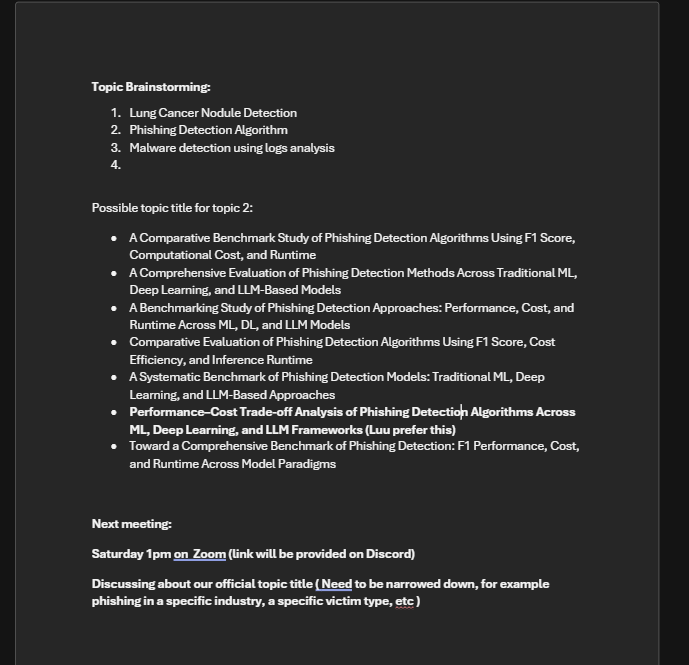 Topic Brainstorming:
1. Lung Cancer Nodule Detection
2. Phishing Detection Algorithm
3. Malware detection using logs analysis
4.
Possible topic title for topic 2:
• A Comparative Benchmark Study of Phishing Detection Algorithms Using F1 Score,
Computational Cost, and Runtime
• A Comprehensive Evaluation of Phishing Detection Methods Across Traditional ML,
Deep Learning, and LLM-Based Models
• A Benchmarking Study of Phishing Detection Approaches: Performance, Cost, and
Runtime Across ML, DL, and LLM Models
• Comparative Evaluation of Phishing Detection Algorithms Using F1 Score, Cost
Efficiency, and Inference Runtime
• A Systematic Benchmark of Phishing Detection Models: Traditional ML, Deep
Learning, and LLM-Based Approaches
• Performance–Cost Trade-off Analysis of Phishing Detection Algorithms Across
ML, Deep Learning, and LLM Frameworks (Luu prefer this)
• Toward a Comprehensive Benchmark of Phishing Detection: F1 Performance, Cost,
and Runtime Across Model Paradigms
Next meeting:
Saturday 1pm on Zoom (link will be provided on Discord)
Discussing about our official topic title ( Need to be narrowed down, for example
phishing in a specific industry, a specific victim type, etc )